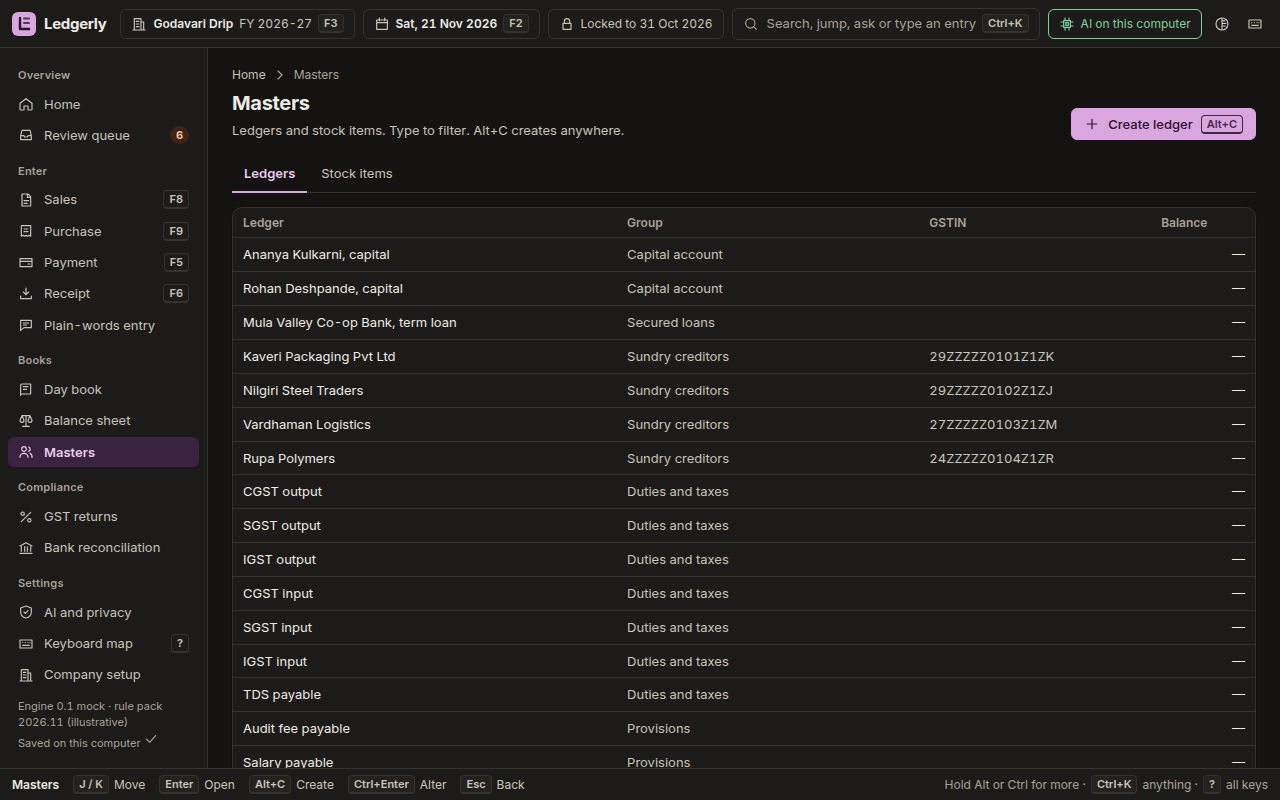 Ledgerly
Godavari Drip FY 2026-27 F3
Sat, 21 Nov 2026 F2
Locked to 31 Oct 2026
Search, jump, ask or type an entry Ctrl+K
AI on this computer
Overview
Home
Review queue 6
Enter
Sales F8
Purchase F9
Payment F5
Receipt F6
Plain-words entry
Books
Day book
Balance sheet
Masters
Compliance
GST returns
Bank reconciliation
Settings
AI and privacy
Keyboard map ?
Company setup
Engine 0.1 mock · rule pack
2026.11 (illustrative)
Saved on this computer
Home > Masters
Masters
Ledgers and stock items. Type to filter. Alt+C creates anywhere.
+ Create ledger Alt+C
Ledgers Stock items
Ledger Group GSTIN Balance
Ananya Kulkarni, capital Capital account —
Rohan Deshpande, capital Capital account —
Mula Valley Co-op Bank, term loan Secured loans —
Kaveri Packaging Pvt Ltd Sundry creditors 29ZZZZZ0101Z1ZK —
Nilgiri Steel Traders Sundry creditors 29ZZZZZ0102Z1ZJ —
Vardhaman Logistics Sundry creditors 27ZZZZZ0103Z1ZM —
Rupa Polymers Sundry creditors 24ZZZZZ0104Z1ZR —
CGST output Duties and taxes —
SGST output Duties and taxes —
IGST output Duties and taxes —
CGST input Duties and taxes —
SGST input Duties and taxes —
IGST input Duties and taxes —
TDS payable Duties and taxes —
Audit fee payable Provisions —
Salary payable Provisions —
Masters J / K Move Enter Open Alt+C Create Ctrl+Enter Alter Esc Back
Hold Alt or Ctrl for more · Ctrl+K anything · ? all keys